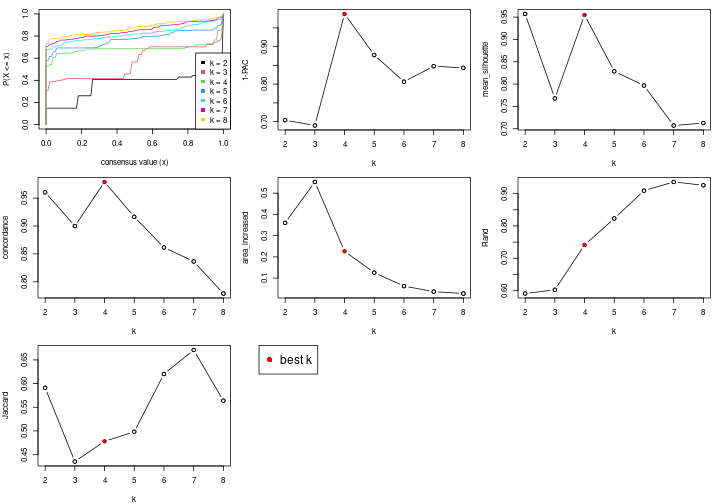 P(X <= x)
0.0 0.2 0.4 0.6 0.8 1.0
0.0 0.2 0.4 0.6 0.8 1.0
consensus value (x)
k = 2
k = 3
k = 4
k = 5
k = 6
k = 7
k = 8
1-PAC
0.70 0.80 0.90
2 3 4 5 6 7 8
k
mean_silhouette
0.70 0.75 0.80 0.85 0.90 0.95
2 3 4 5 6 7 8
k
concordance
0.80 0.85 0.90 0.95
2 3 4 5 6 7 8
k
area_increased
0.1 0.2 0.3 0.4 0.5
2 3 4 5 6 7 8
k
Rand
0.60 0.70 0.80 0.90
2 3 4 5 6 7 8
k
Jaccard
0.45 0.50 0.55 0.60 0.65
2 3 4 5 6 7 8
k
best k